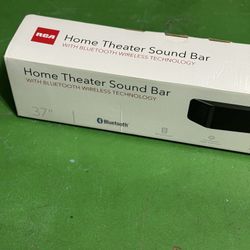 RCA
Home Theater Sound Bar
WITH BLUETOOTH WIRELESS TECHNOLOGY
Home Theater Sound Bar
WITH BLUETOOTH WIRELESS TECHNOLOGY
37"
Bluetooth